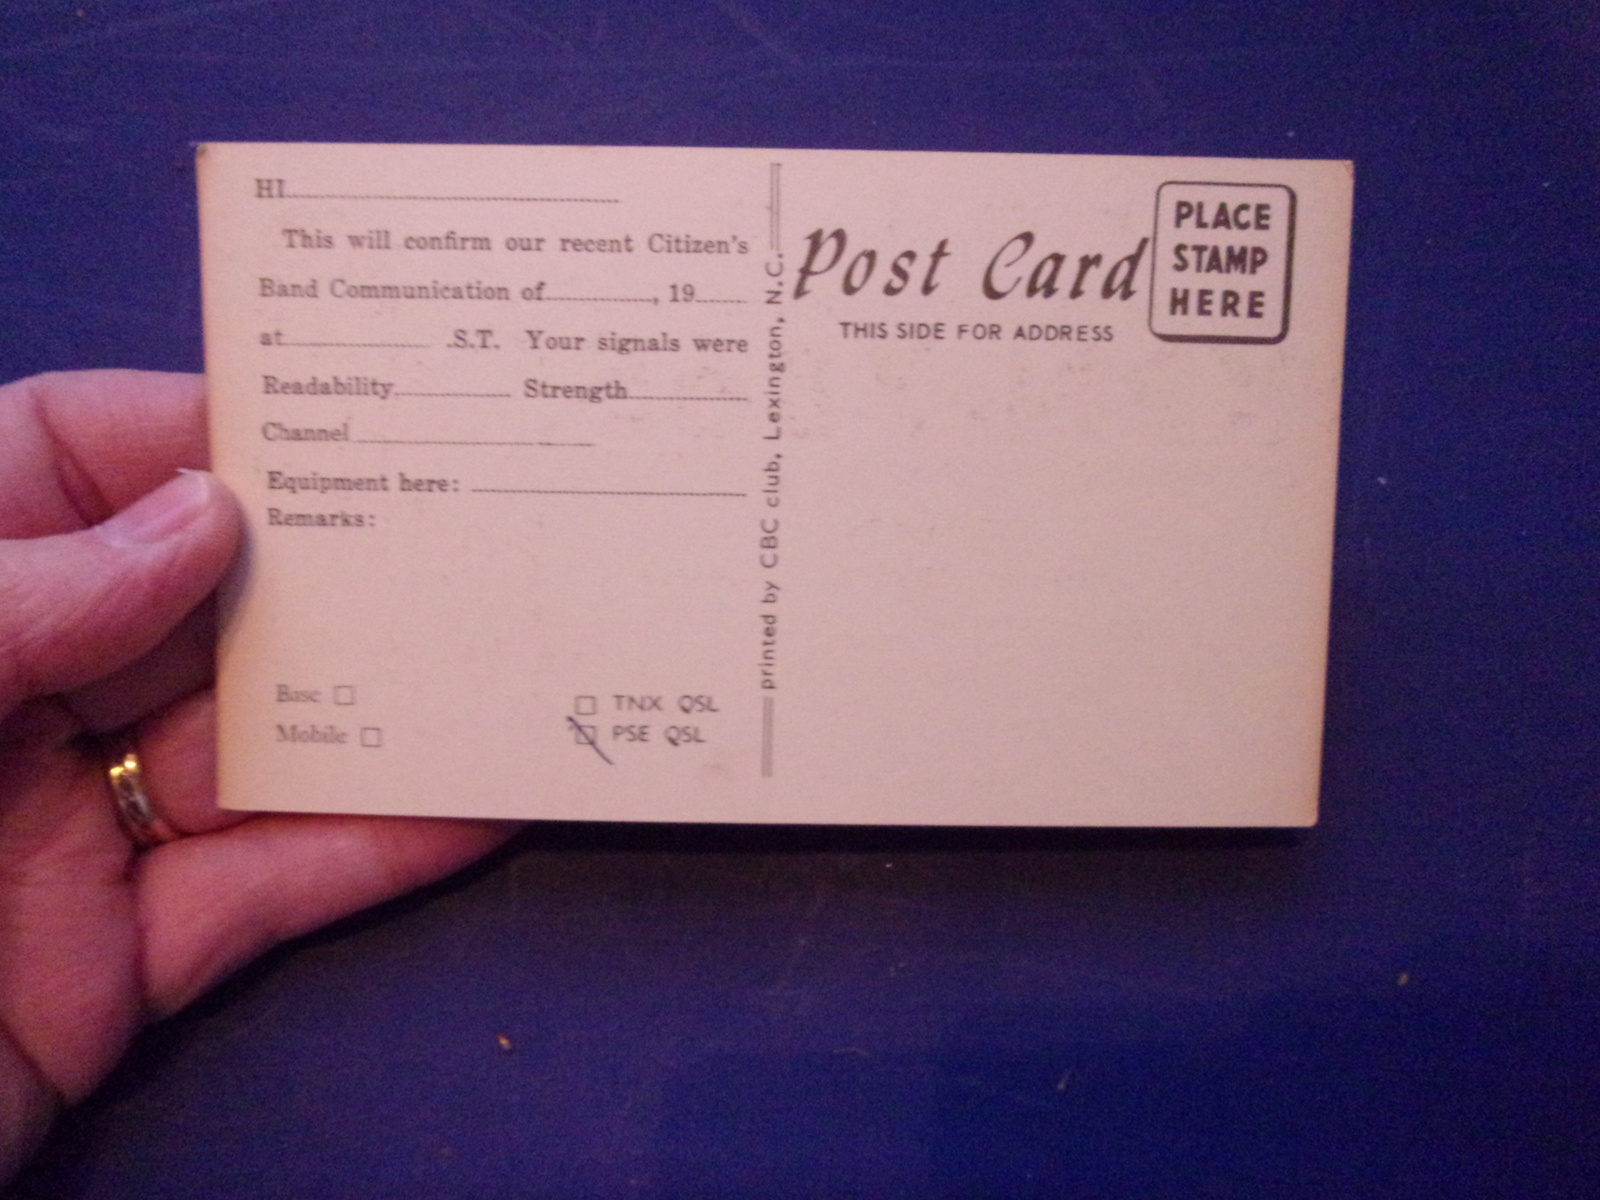 HI
This will confirm our recent Citizen's
Band Communication of , 19
at .S.T. Your signals were
Readability Strength
Channel
Equipment here:
Remarks:
Base
Mobile
TNX QSL
PSE QSL
printed by CBC club, Lexington, N.C.
Post Card
THIS SIDE FOR ADDRESS
PLACE
STAMP
HERE